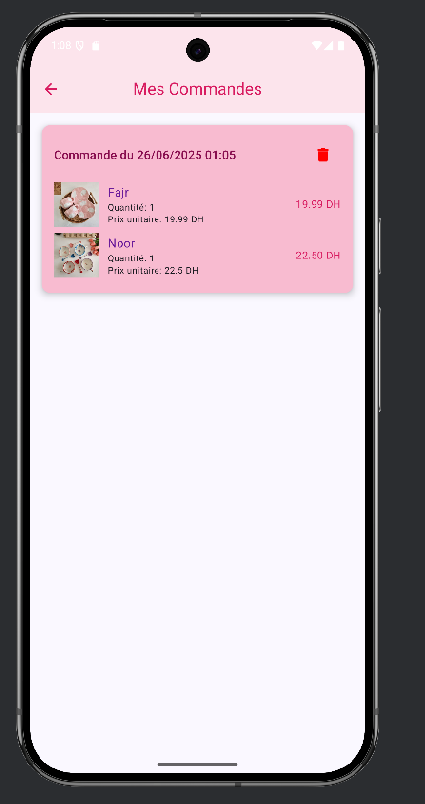 1:08
Mes Commandes
Commande du 26/06/2025 01:05
Fajr
Quantité: 1
Prix unitaire: 19.99 DH
19.99 DH
Noor
Quantité: 1
Prix unitaire: 22.5 DH
22.50 DH